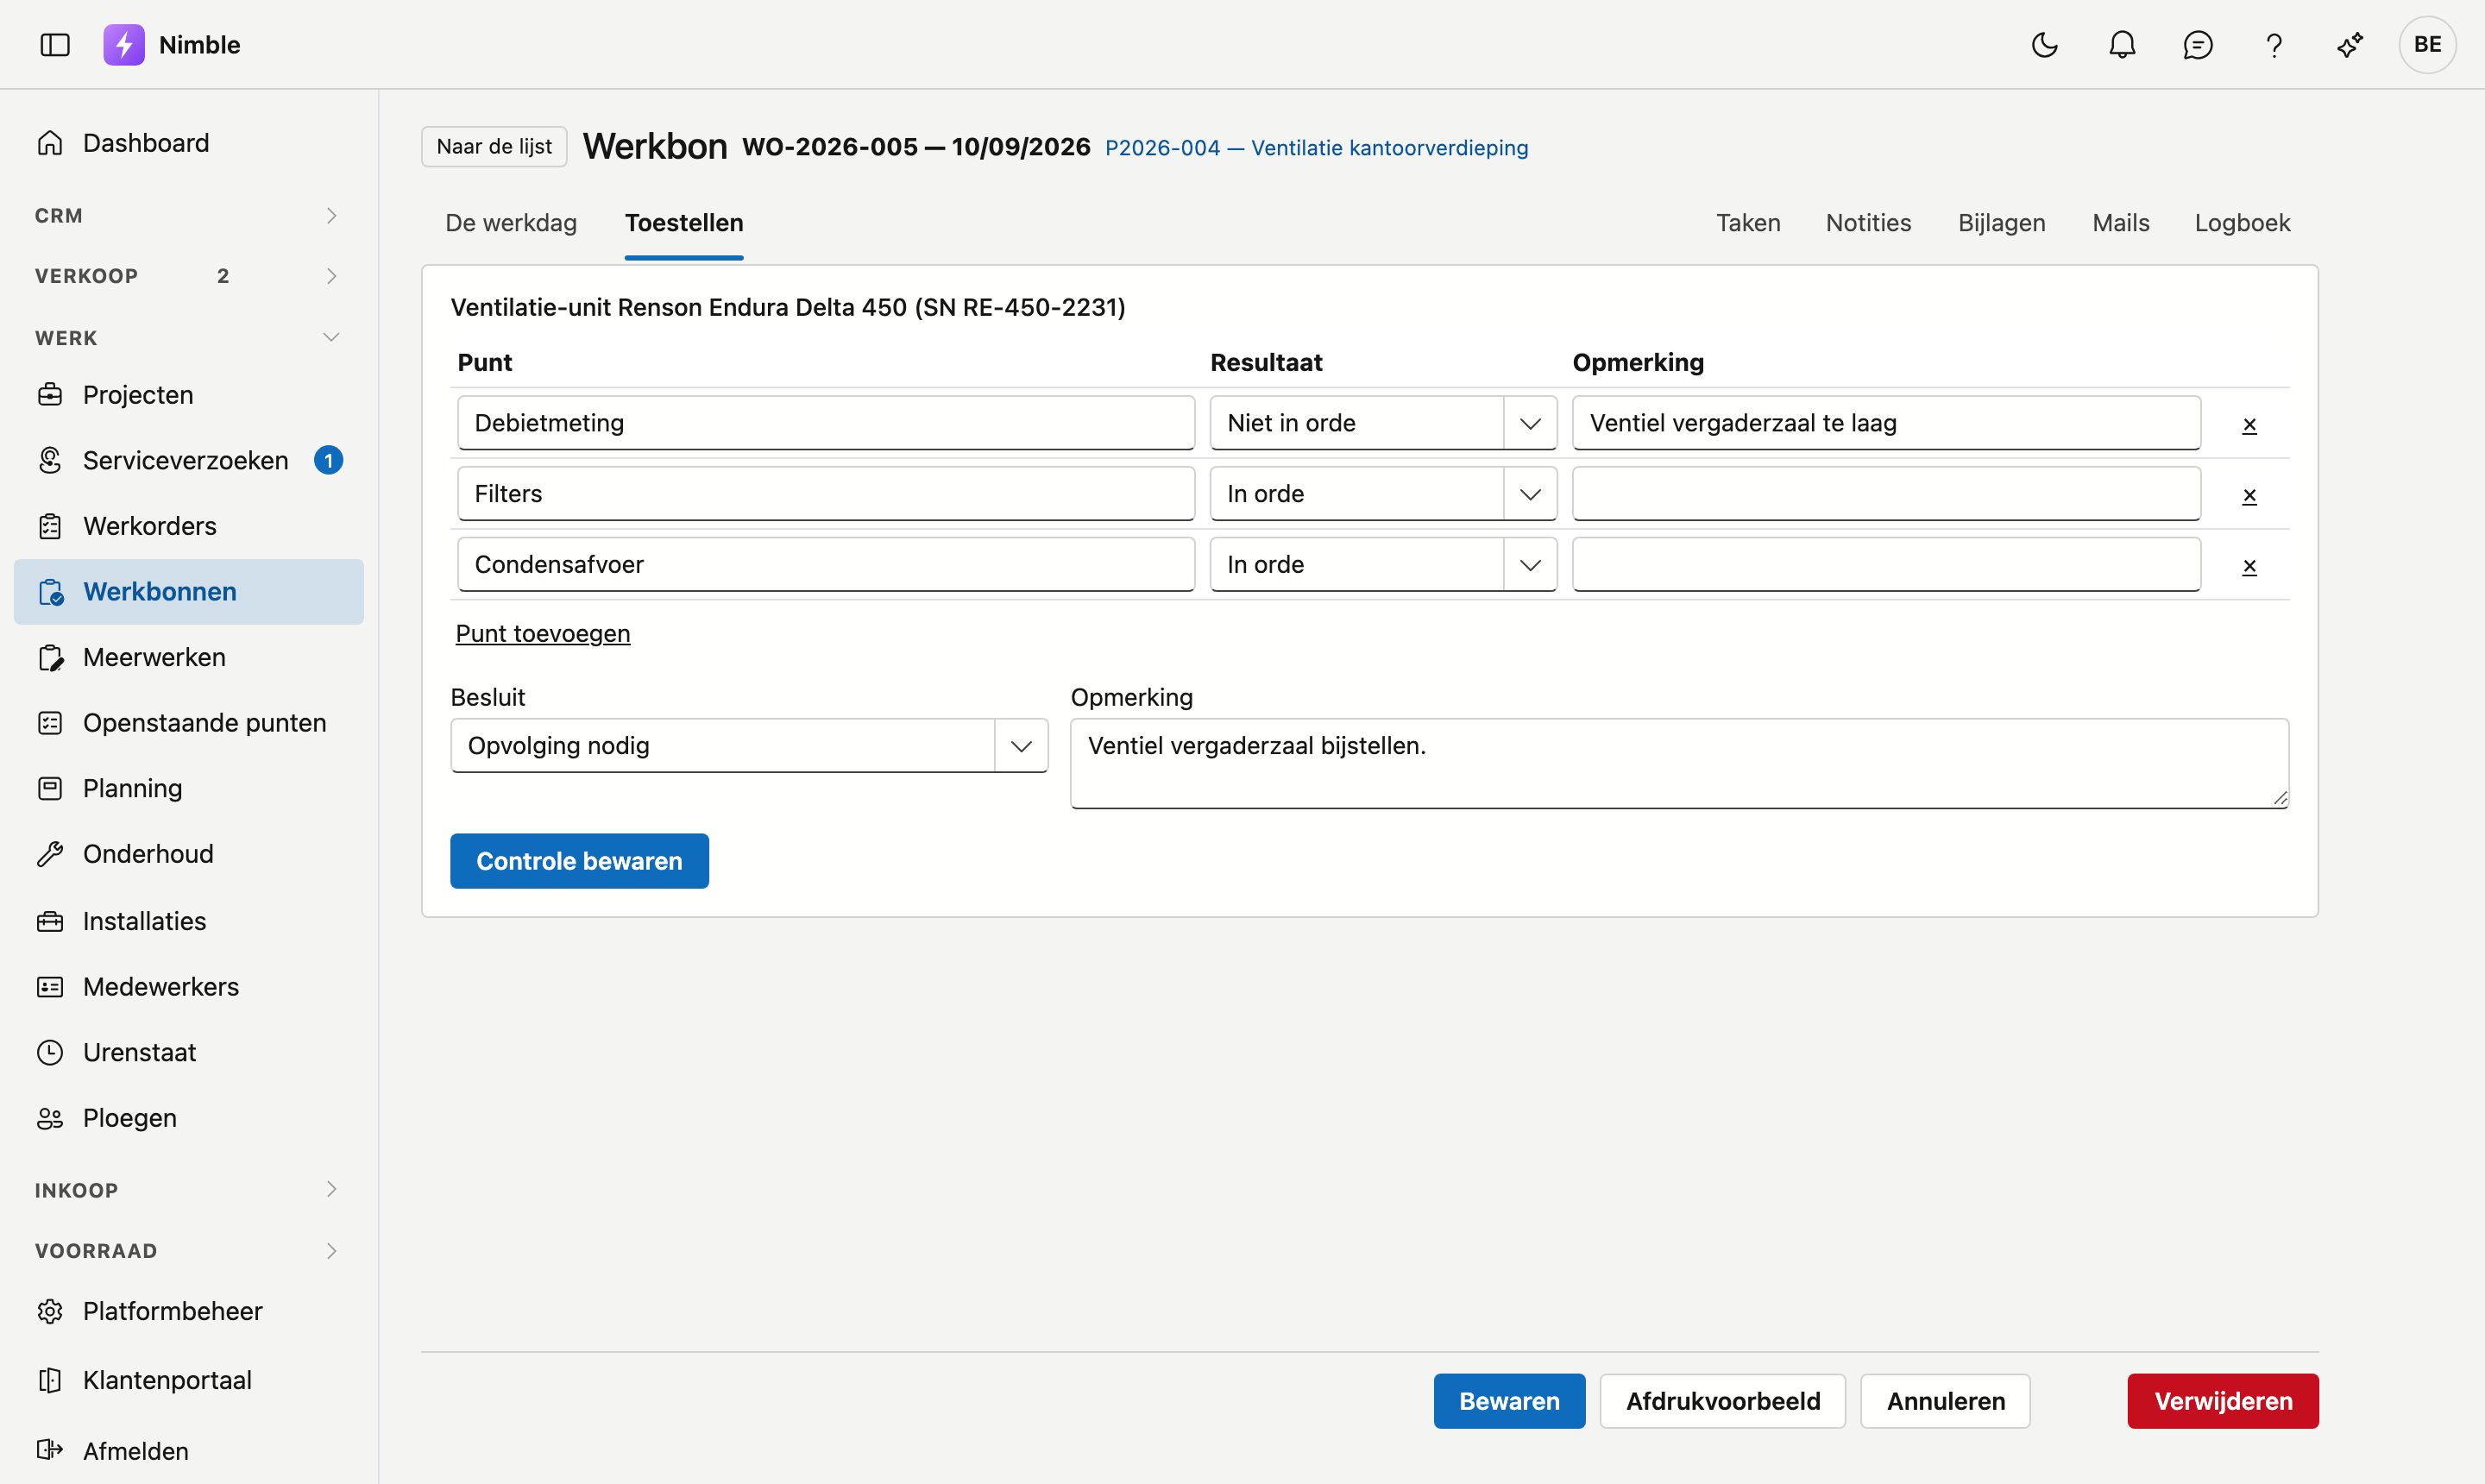 Nimble
BE
Dashboard
CRM
VERKOOP 2
WERK
Projecten
Serviceverzoeken 1
Werkorders
Werkbonnen
Meerwerken
Openstaande punten
Planning
Onderhoud
Installaties
Medewerkers
Urenstaat
Ploegen
INKOOP
VOORRAAD
Platformbeheer
Klantenportaal
Afmelden
Naar de lijst Werkbon WO-2026-005 — 10/09/2026 P2026-004 — Ventilatie kantoorverdieping
De werkdag Toestellen Taken Notities Bijlagen Mails Logboek
Ventilatie-unit Renson Endura Delta 450 (SN RE-450-2231)
Punt Resultaat Opmerking
Debietmeting Niet in orde Ventiel vergaderzaal te laag ×
Filters In orde ×
Condensafvoer In orde ×
Punt toevoegen
Besluit Opmerking
Opvolging nodig Ventiel vergaderzaal bijstellen.
Controle bewaren
Bewaren Afdrukvoorbeeld Annuleren Verwijderen